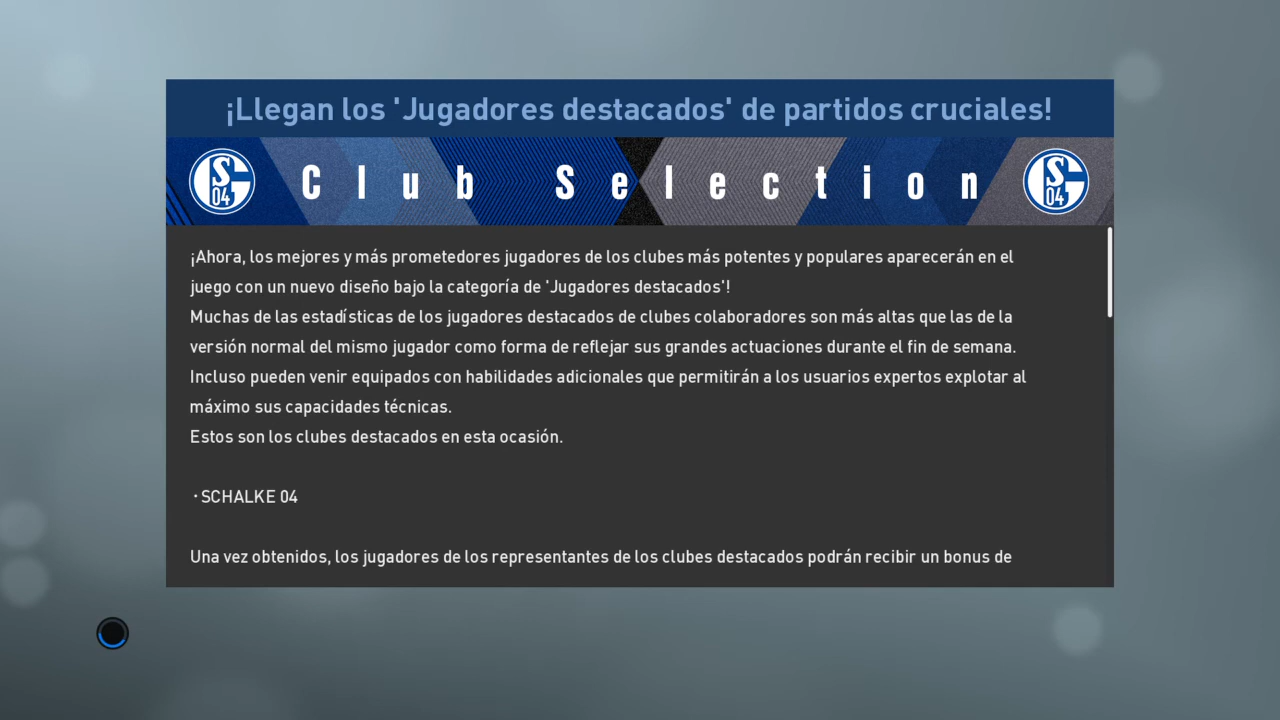 ¡Llegan los 'Jugadores destacados' de partidos cruciales!
S 04 Club Selection S 04
¡Ahora, los mejores y más prometedores jugadores de los clubes más potentes y populares aparecerán en el
juego con un nuevo diseño bajo la categoría de 'Jugadores destacados'!
Muchas de las estadísticas de los jugadores destacados de clubes colaboradores son más altas que las de la
versión normal del mismo jugador como forma de reflejar sus grandes actuaciones durante el fin de semana.
Incluso pueden venir equipados con habilidades adicionales que permitirán a los usuarios expertos explotar al
máximo sus capacidades técnicas.
Estos son los clubes destacados en esta ocasión.
・SCHALKE 04
Una vez obtenidos, los jugadores de los representantes de los clubes destacados podrán recibir un bonus de